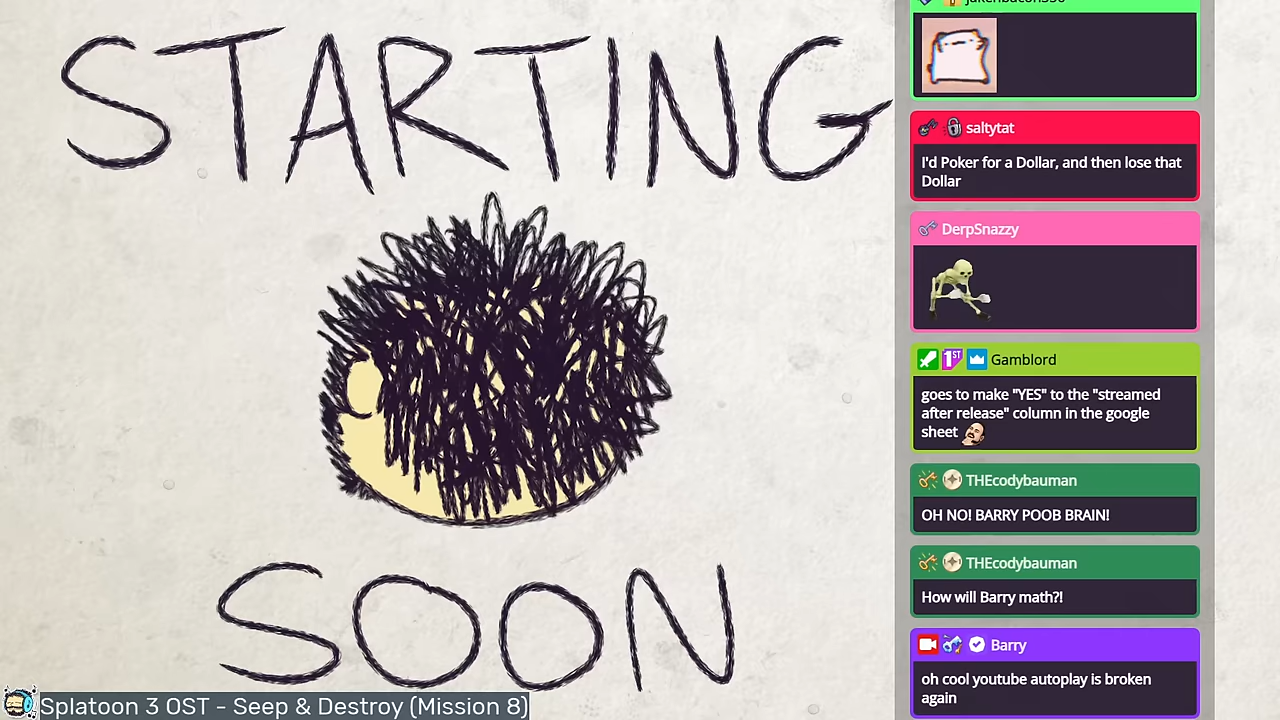 STARTING
SOON
Splatoon 3 OST - Seep & Destroy (Mission 8)
saltytat
I'd Poker for a Dollar, and then lose that
Dollar
DerpSnazzy
1ST Gamblord
goes to make "YES" to the "streamed
after release" column in the google
sheet
THEcodybauman
OH NO! BARRY POOB BRAIN!
THEcodybauman
How will Barry math?!
Barry
oh cool youtube autoplay is broken
again